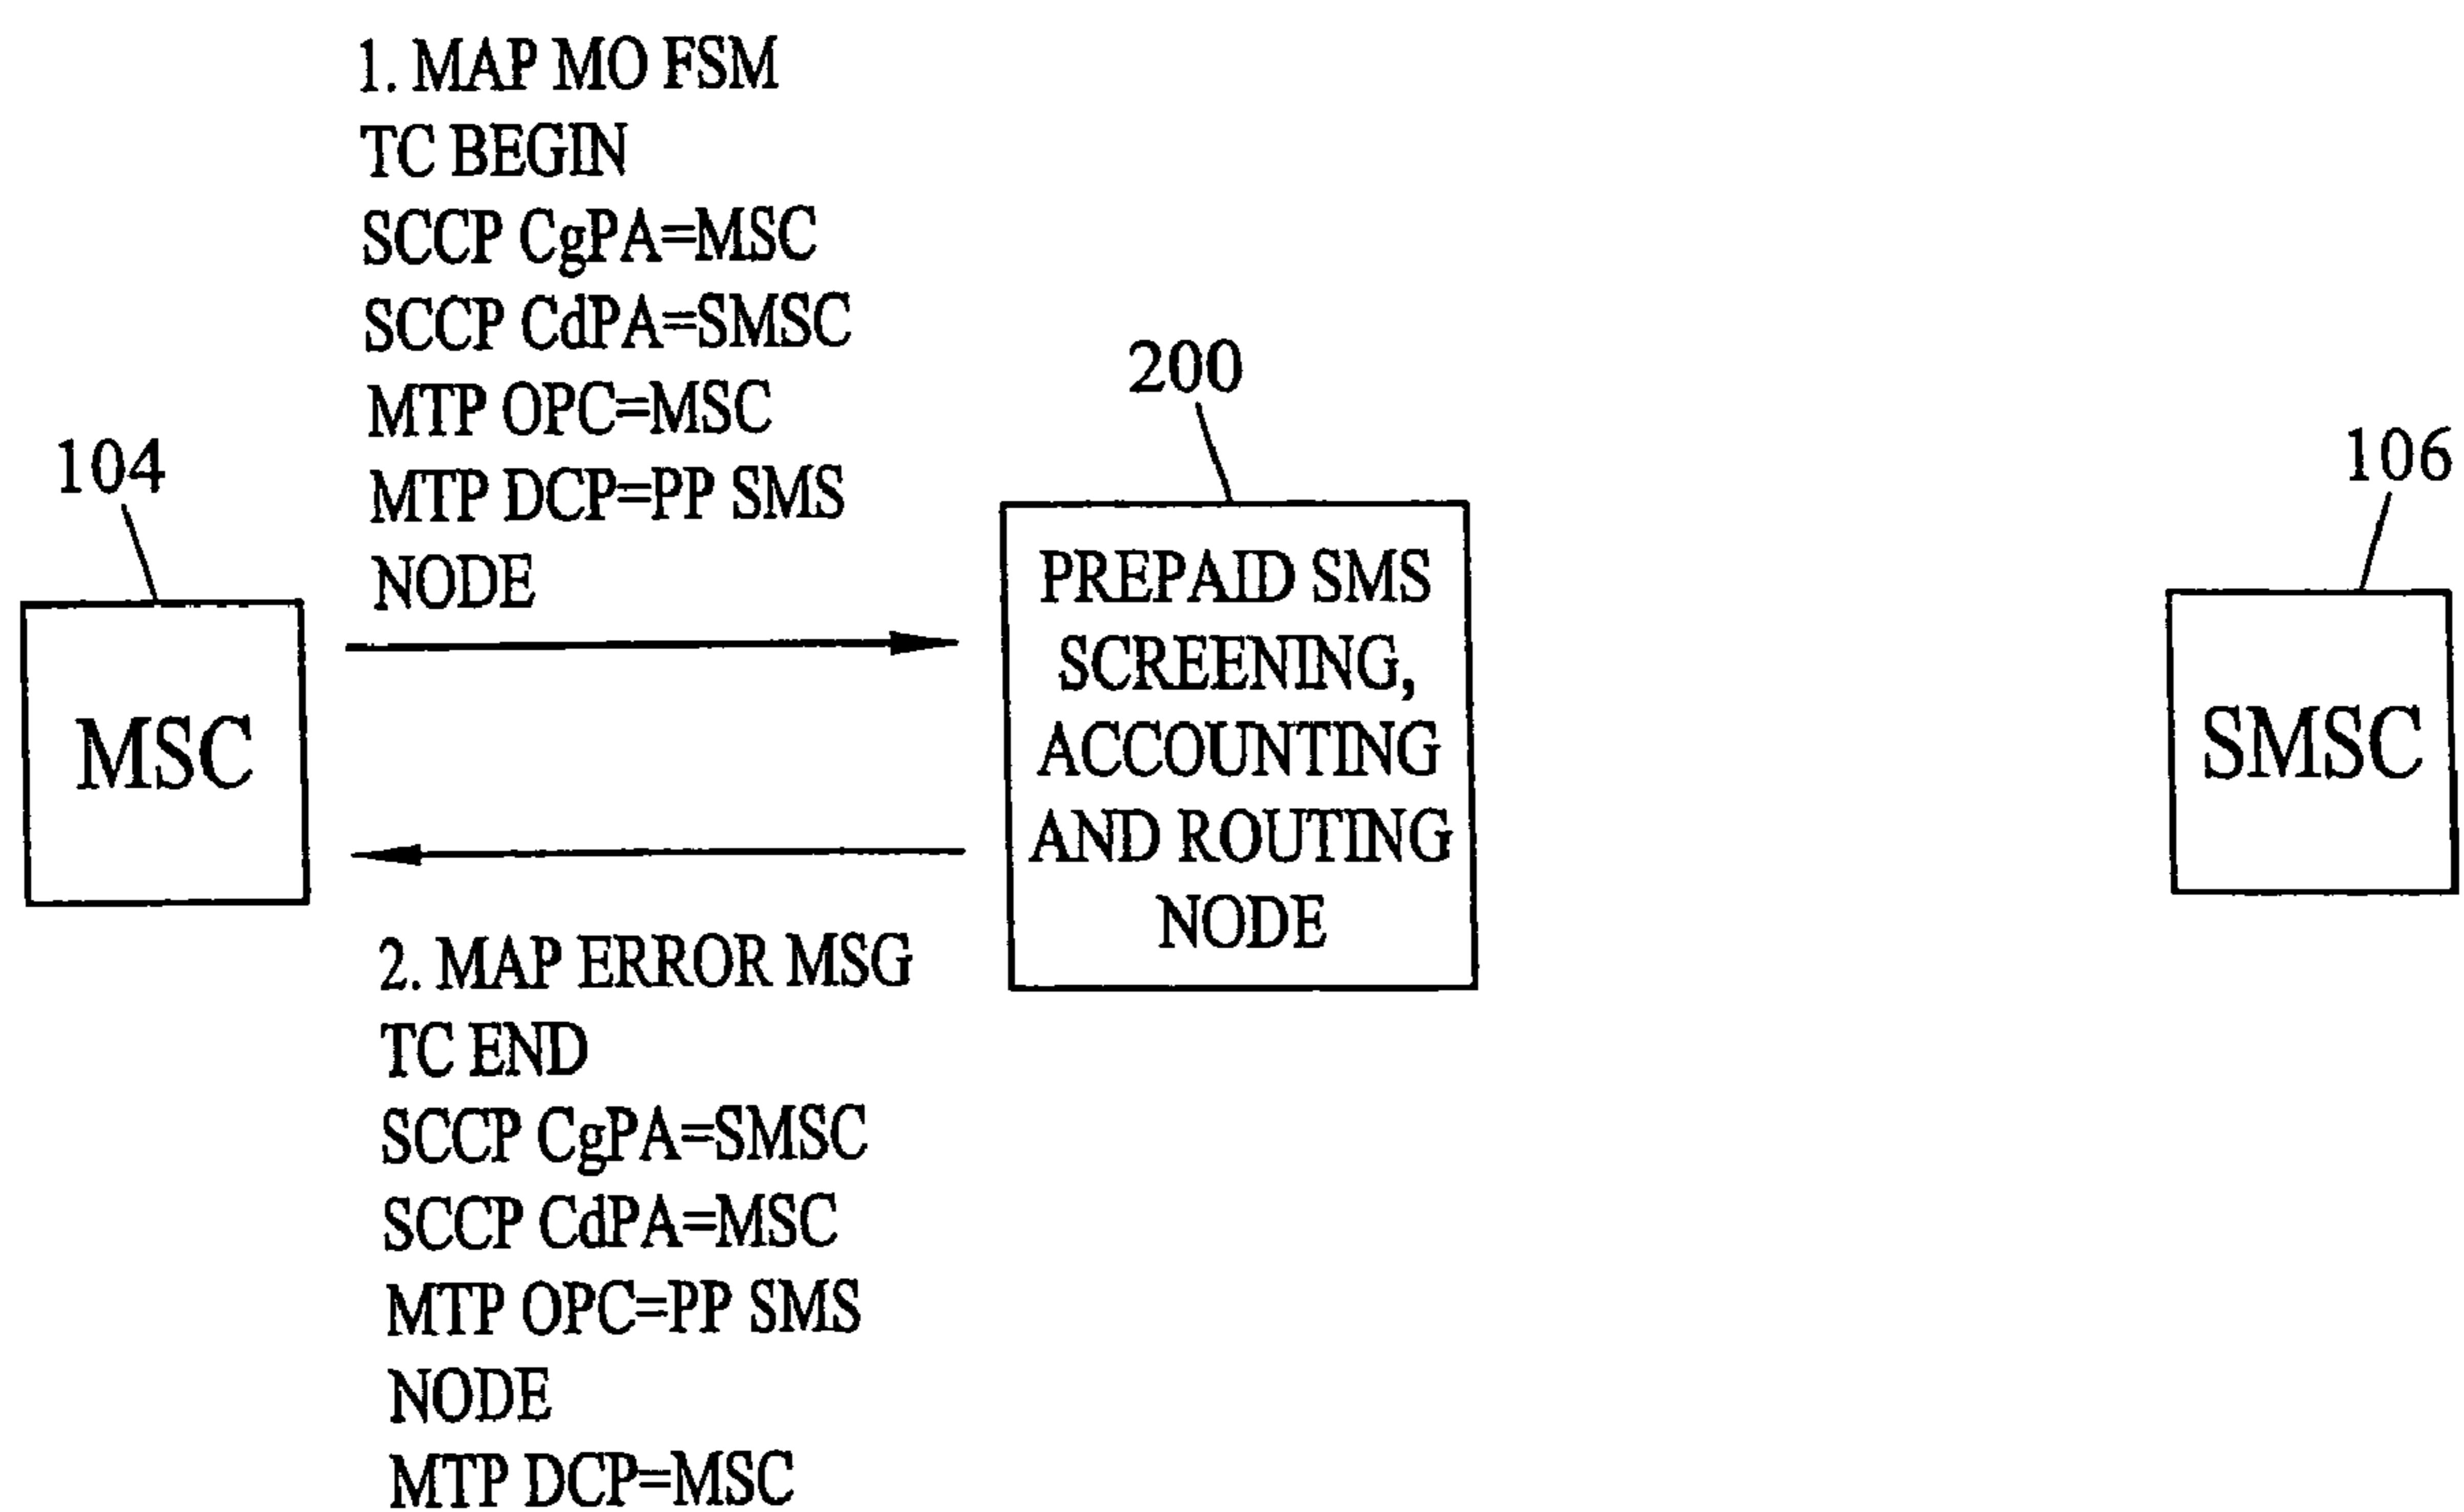 1. MAP MO FSM
TC BEGIN
SCCP CgPA=MSC
SCCP CdPA=SMSC
MTP OPC=MSC
MTP DCP=PP SMS
NODE
104
MSC
200
PREPAID SMS
SCREENING,
ACCOUNTING
AND ROUTING
NODE
106
SMSC
2. MAP ERROR MSG
TC END
SCCP CgPA=SMSC
SCCP CdPA=MSC
MTP OPC=PP SMS
NODE
MTP DCP=MSC